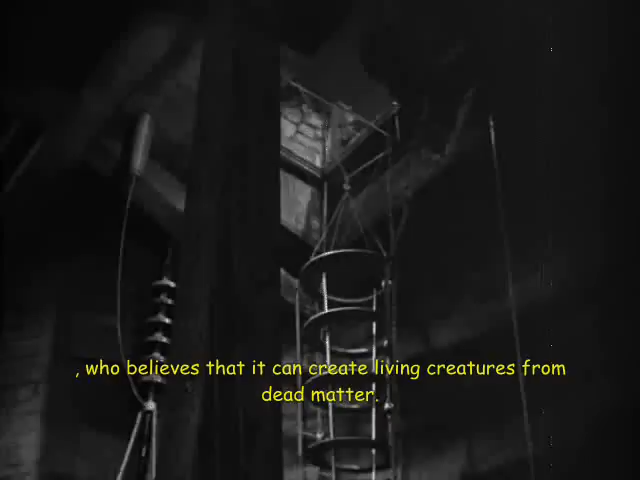 , who believes that it can create living creatures from
dead matter.